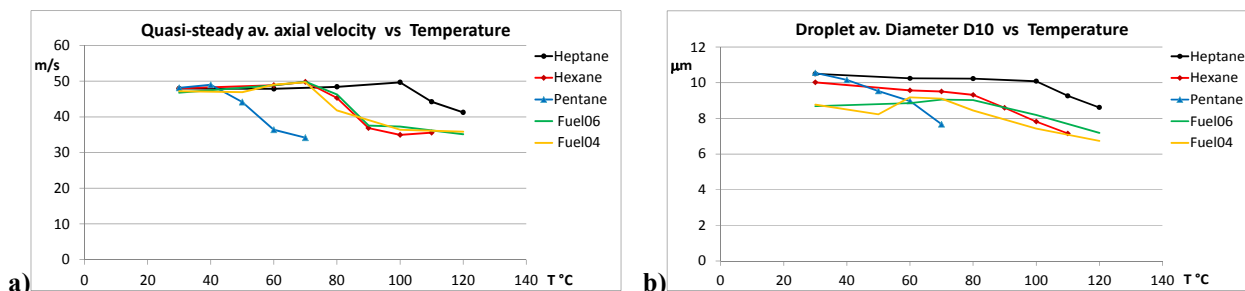 Quasi-steady av. axial velocity vs Temperature
m/s
60
50
40
30
20
10
0
0 20 40 60 80 100 120 140
T °C
Heptane
Hexane
Pentane
Fuel06
Fuel04
a)
Droplet av. Diameter D10 vs Temperature
μm
12
10
8
6
4
2
0
0 20 40 60 80 100 120 140
T °C
Heptane
Hexane
Pentane
Fuel06
Fuel04
b)